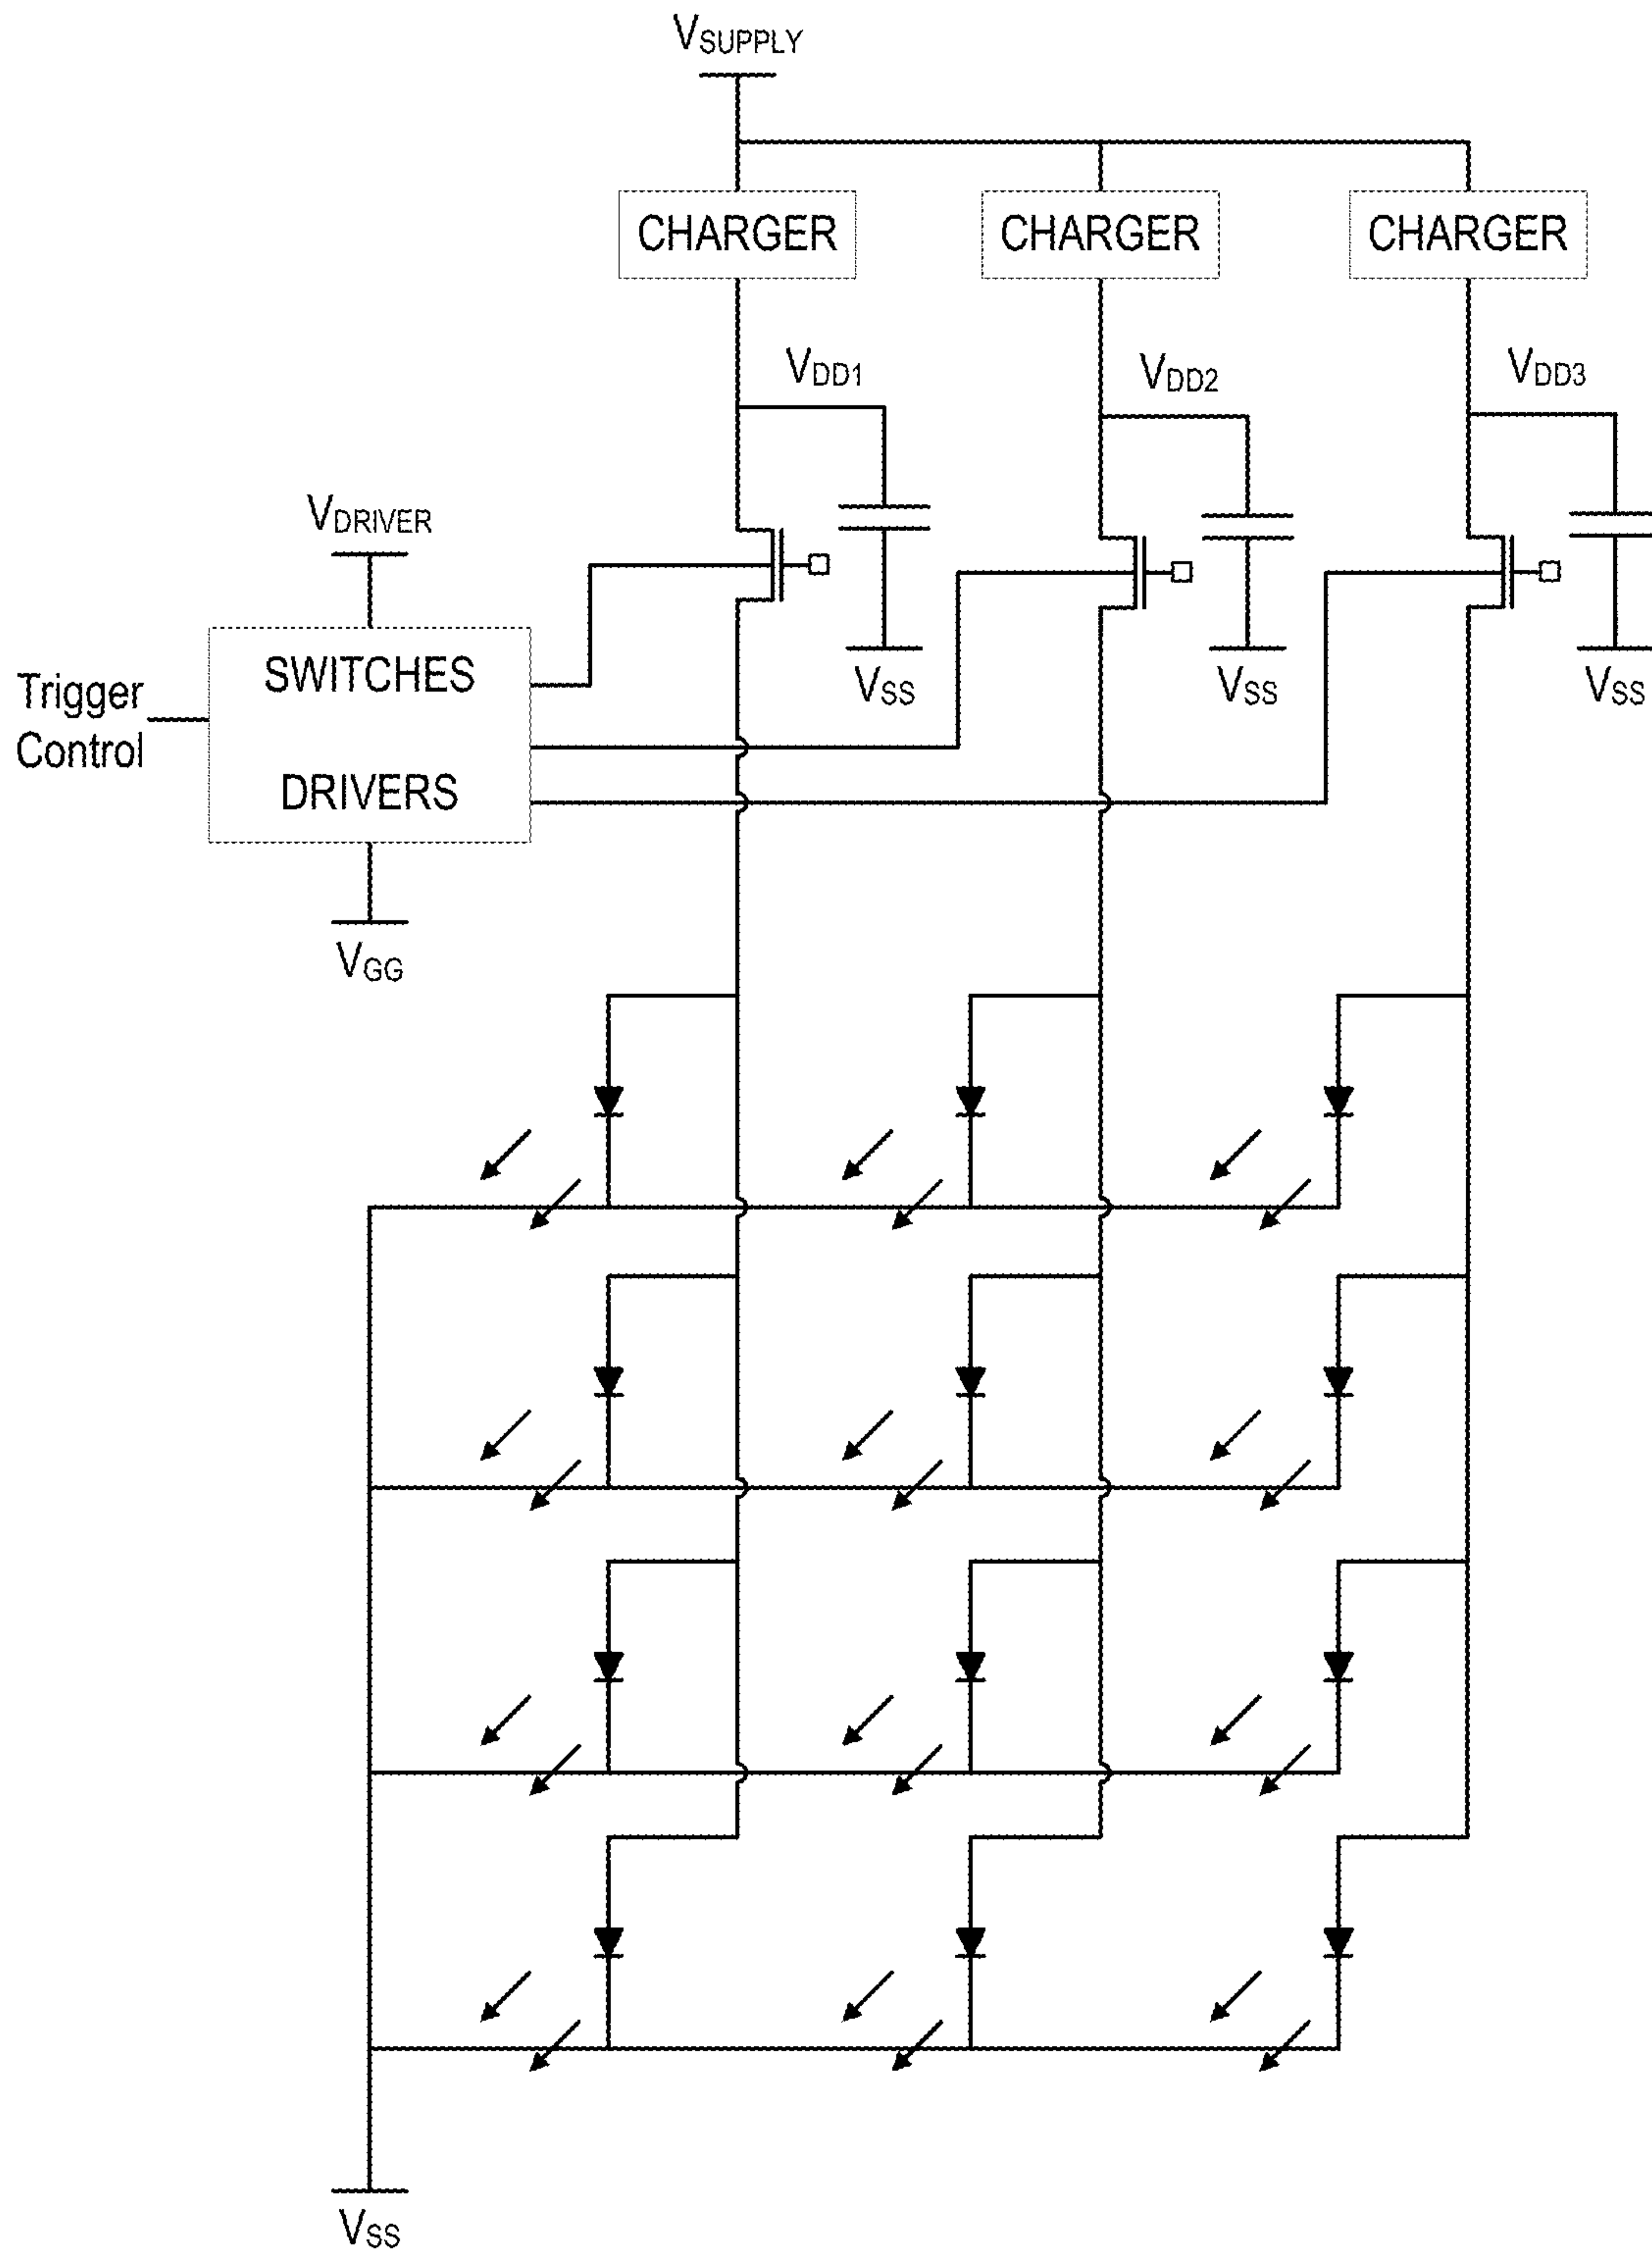 VSUPPLY
CHARGER
CHARGER
CHARGER
VDD1
VDD2
VDD3
VDRIVER
VSS
VSS
VSS
Trigger
Control
SWITCHES
DRIVERS
VGG
VSS